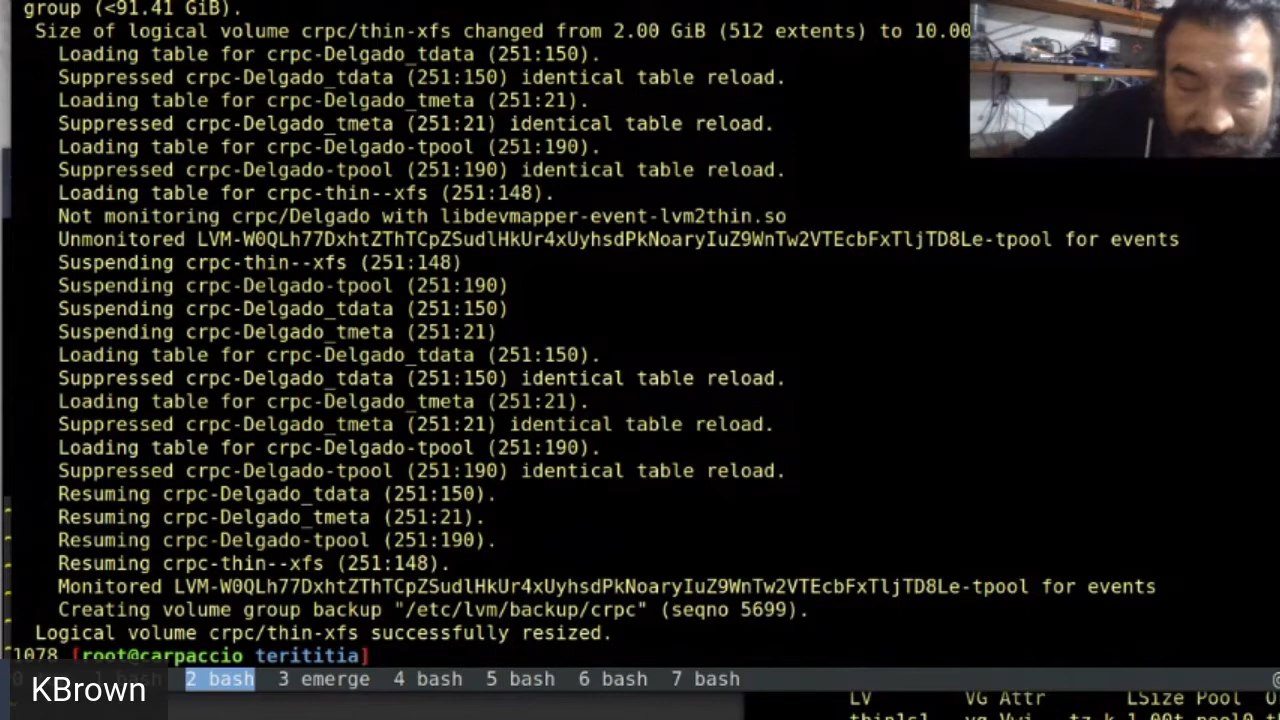 group (<91.41 GiB).
Size of logical volume crpc/thin-xfs changed from 2.00 GiB (512 extents) to 10.00
Loading table for crpc-Delgado_tdata (251:150).
Suppressed crpc-Delgado_tdata (251:150) identical table reload.
Loading table for crpc-Delgado_tmeta (251:21).
Suppressed crpc-Delgado_tmeta (251:21) identical table reload.
Loading table for crpc-Delgado-tpool (251:190).
Suppressed crpc-Delgado-tpool (251:190) identical table reload.
Loading table for crpc-thin--xfs (251:148).
Not monitoring crpc/Delgado with libdevmapper-event-lvm2thin.so
Unmonitored LVM-W0QLh77DxhtZThTCpZSudlHkUr4xUyhsdPkNoaryIuZ9WnTw2VTEcbFxTljTD8Le-tpool for events
Suspending crpc-thin--xfs (251:148)
Suspending crpc-Delgado-tpool (251:190)
Suspending crpc-Delgado_tdata (251:150)
Suspending crpc-Delgado_tmeta (251:21)
Loading table for crpc-Delgado_tdata (251:150).
Suppressed crpc-Delgado_tdata (251:150) identical table reload.
Loading table for crpc-Delgado_tmeta (251:21).
Suppressed crpc-Delgado_tmeta (251:21) identical table reload.
Loading table for crpc-Delgado-tpool (251:190).
Suppressed crpc-Delgado-tpool (251:190) identical table reload.
Resuming crpc-Delgado_tdata (251:150).
Resuming crpc-Delgado_tmeta (251:21).
Resuming crpc-Delgado-tpool (251:190).
Resuming crpc-thin--xfs (251:148).
Monitored LVM-W0QLh77DxhtZThTCpZSudlHkUr4xUyhsdPkNoaryIuZ9WnTw2VTEcbFxTljTD8Le-tpool for events
Creating volume group backup "/etc/lvm/backup/crpc" (seqno 5699).
Logical volume crpc/thin-xfs successfully resized.
1078 [root@carpaccio terititia]
1 bash 2 bash 3 emerge 4 bash 5 bash 6 bash 7 bash
KBrown
LV VG Attr LSize Pool